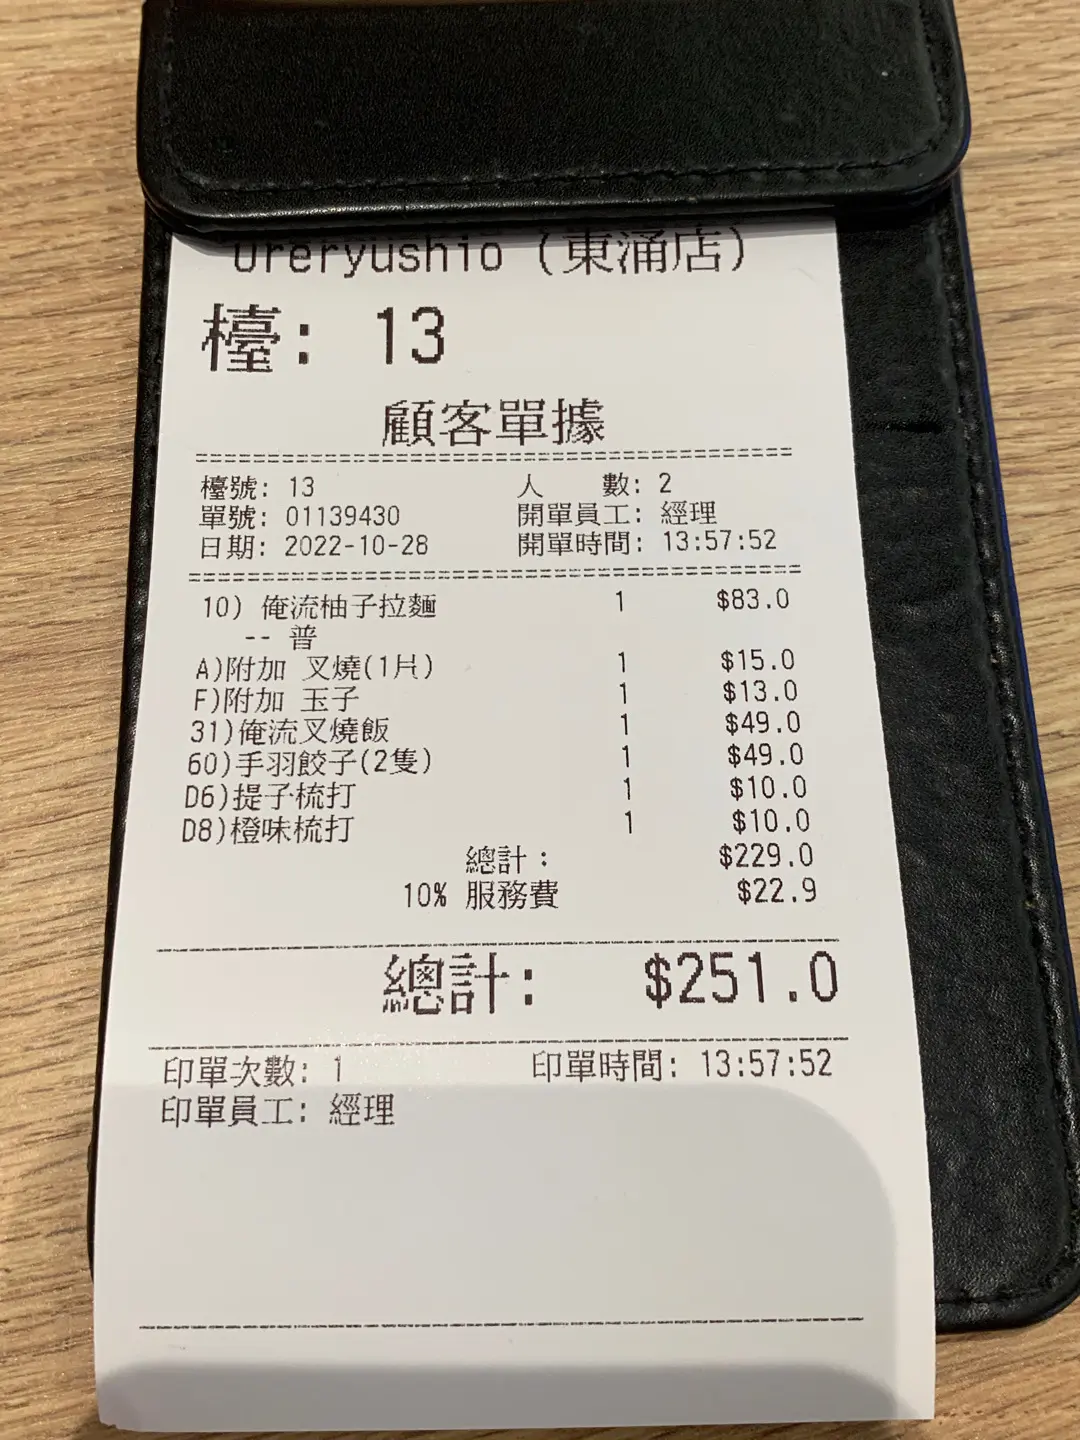 Ureryushio (東涌店)
檯: 13
顧客單據
檯號: 13 人 數: 2
單號: 01139430 開單員工: 經理
日期: 2022-10-28 開單時間: 13:57:52
10) 俺流柚子拉麵 1 $83.0
-- 普
A)附加 叉燒(1片) 1 $15.0
F)附加 玉子 1 $13.0
31)俺流叉燒飯 1 $49.0
60)手羽餃子(2隻) 1 $49.0
D6)提子梳打 1 $10.0
D8)橙味梳打 1 $10.0
總計: $229.0
10% 服務費 $22.9
總計: $251.0
印單次數: 1 印單時間: 13:57:52
印單員工: 經理